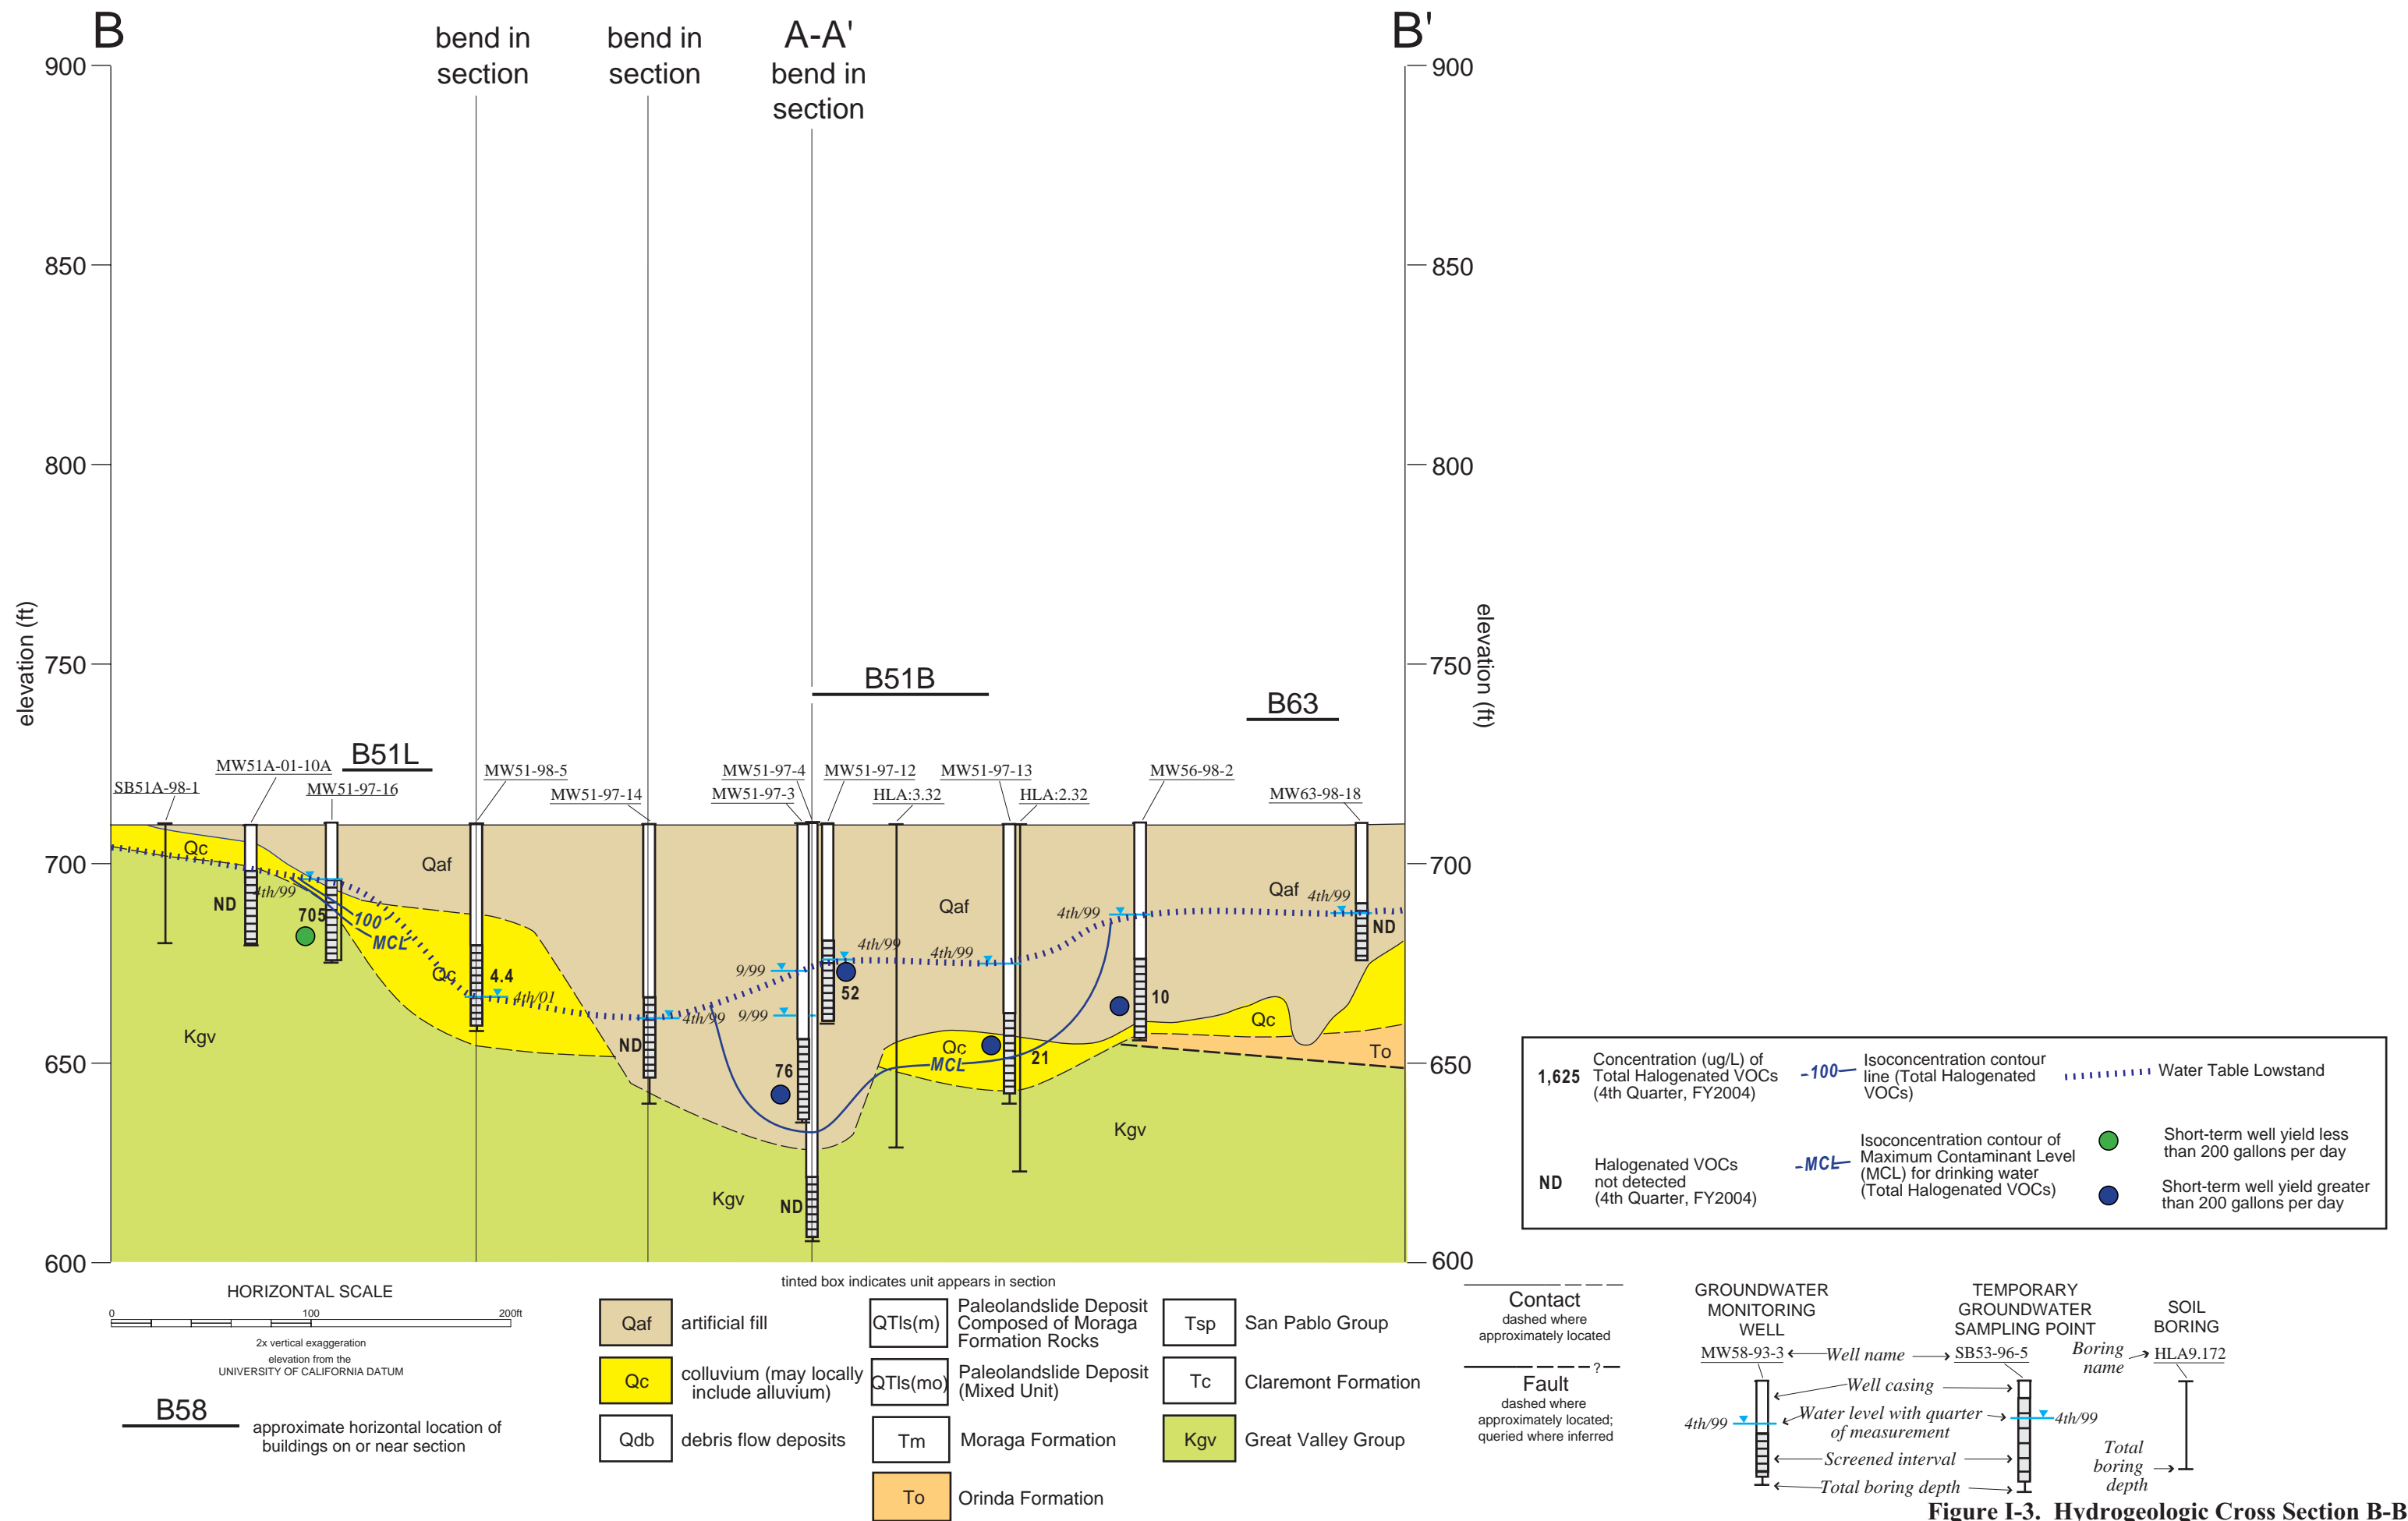 B
bend in
section
bend in
section
A-A'
bend in
section
B'
900
900
850
850
800
800
750
750
700
700
650
650
600
600
elevation (ft)
elevation (ft)
B51B
B63
B51L
SB51A-98-1
MW51A-01-10A
MW51-97-16
MW51-98-5
MW51-97-14
MW51-97-4
MW51-97-3
MW51-97-12
HLA:3.32
MW51-97-13
HLA:2.32
MW56-98-2
MW63-98-18
Qc
Qaf
Qaf
Qaf
4th/99
ND
705
100
MCL
Qc
4.4
4th/01
4th/99
ND
9/99
9/99
4th/99
52
76
4th/99
4th/99
4th/99
ND
10
Qc
MCL
21
Qc
To
Kgv
Kgv
Kgv
ND
1,625
Concentration (ug/L) of
Total Halogenated VOCs
(4th Quarter, FY2004)
-100-
Isoconcentration contour
line (Total Halogenated
VOCs)
Water Table Lowstand
ND
Halogenated VOCs
not detected
(4th Quarter, FY2004)
-MCL-
Isoconcentration contour of
Maximum Contaminant Level
(MCL) for drinking water
(Total Halogenated VOCs)
Short-term well yield less
than 200 gallons per day
Short-term well yield greater
than 200 gallons per day
HORIZONTAL SCALE
0 100 200ft
2x vertical exaggeration
elevation from the
UNIVERSITY OF CALIFORNIA DATUM
B58
approximate horizontal location of
buildings on or near section
tinted box indicates unit appears in section
Qaf artificial fill
Qc colluvium (may locally
include alluvium)
Qdb debris flow deposits
QTls(m) Paleolandslide Deposit
Composed of Moraga
Formation Rocks
QTls(mo) Paleolandslide Deposit
(Mixed Unit)
Tm Moraga Formation
To Orinda Formation
Tsp San Pablo Group
Tc Claremont Formation
Kgv Great Valley Group
Contact
dashed where
approximately located
?
Fault
dashed where
approximately located;
queried where inferred
GROUNDWATER
MONITORING
WELL
MW58-93-3
TEMPORARY
GROUNDWATER
SAMPLING POINT
SB53-96-5
SOIL
BORING
HLA9.172
Well name
Boring
name
Well casing
4th/99
Water level with quarter
of measurement
4th/99
Screened interval
Total boring depth
Total
boring
depth
Figure I-3. Hydrogeologic Cross Section B-B